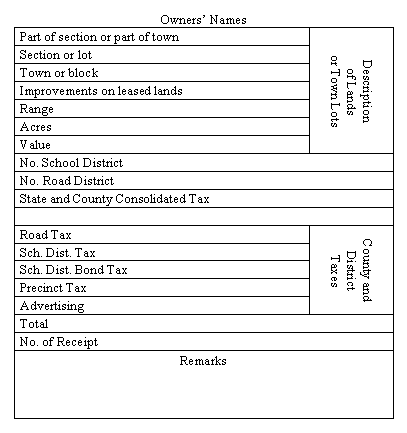 Owners' Names
Part of section or part of town
Section or lot
Town or block
Improvements on leased lands
Range
Acres
Value
Description
of Lands
or Town Lots
No. School District
No. Road District
State and County Consolidated Tax
Road Tax
Sch. Dist. Tax
Sch. Dist. Bond Tax
Precinct Tax
Advertising
County and
District
Taxes
Total
No. of Receipt
Remarks